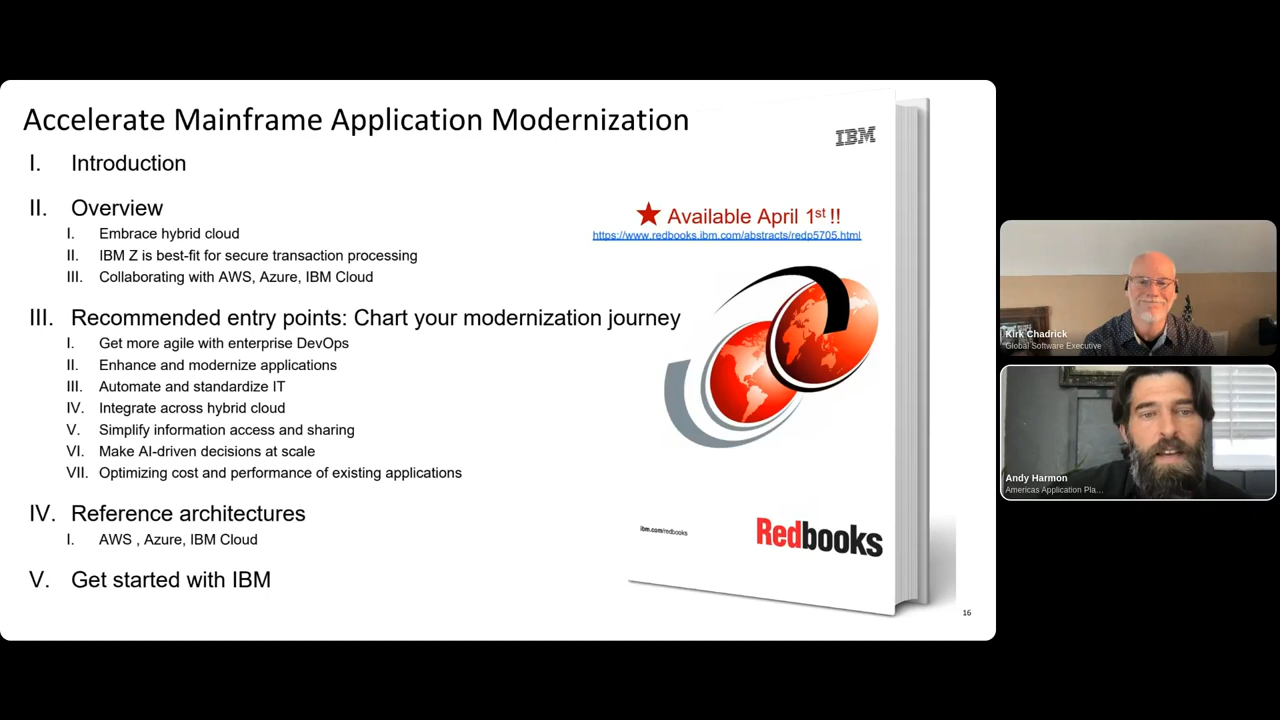 Accelerate Mainframe Application Modernization
I. Introduction
II. Overview
I. Embrace hybrid cloud
II. IBM Z is best-fit for secure transaction processing
III. Collaborating with AWS, Azure, IBM Cloud
III. Recommended entry points: Chart your modernization journey
I. Get more agile with enterprise DevOps
II. Enhance and modernize applications
III. Automate and standardize IT
IV. Integrate across hybrid cloud
V. Simplify information access and sharing
VI. Make AI-driven decisions at scale
VII. Optimizing cost and performance of existing applications
IV. Reference architectures
I. AWS , Azure, IBM Cloud
V. Get started with IBM
IBM
★ Available April 1st !!
https://www.redbooks.ibm.com/abstracts/redp5705.html
ibm.com/redbooks
Redbooks
16
Kirk Chadrick
Global Software Executive
Andy Harmon
Americas Application Pla...